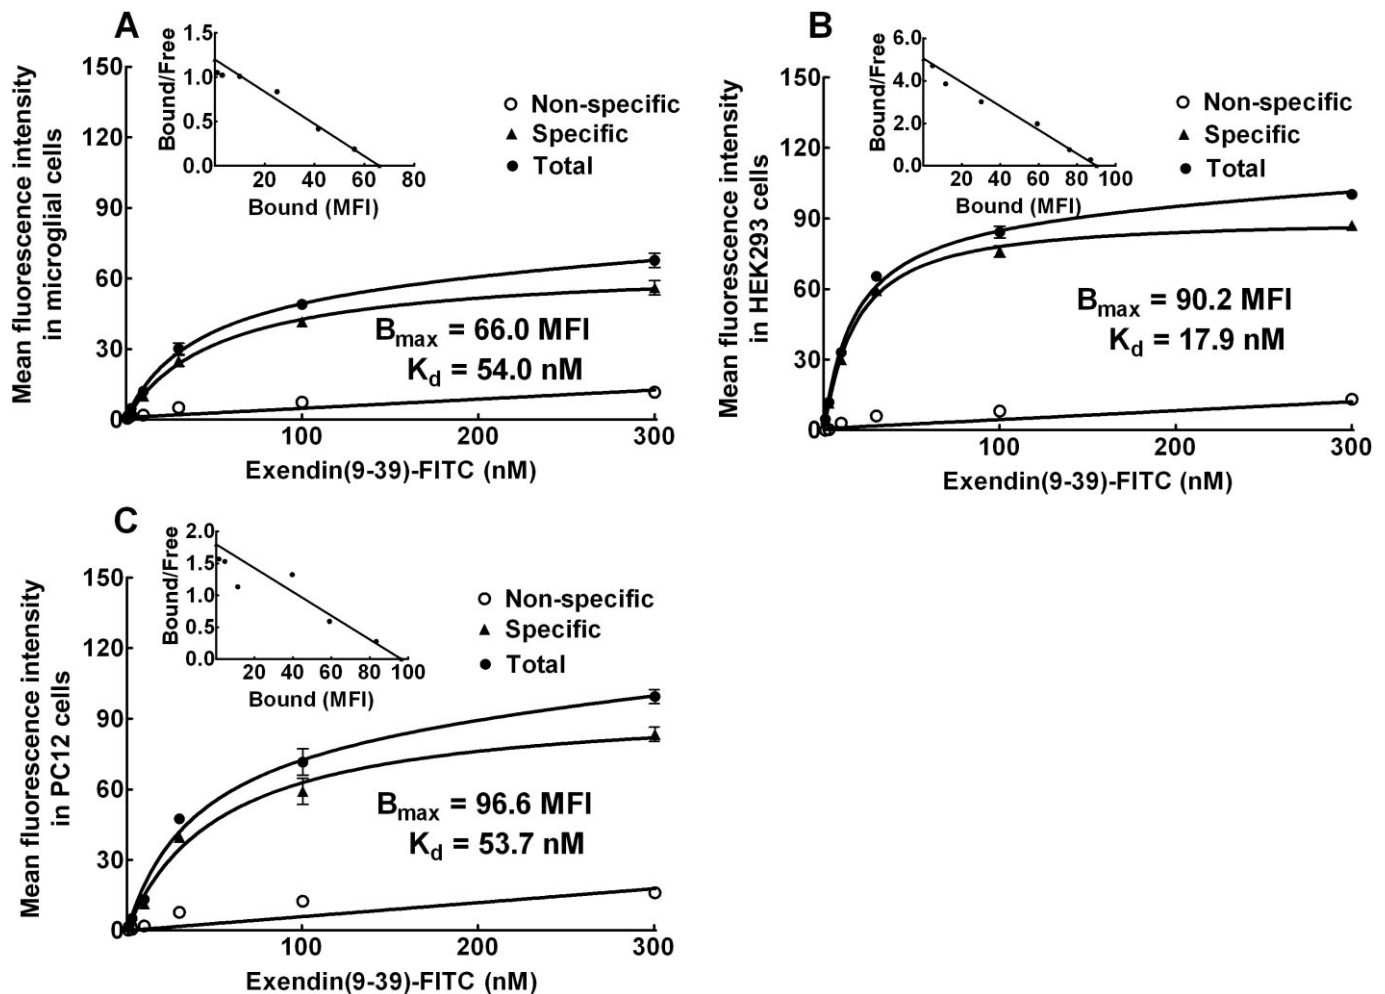 A
Mean fluorescence intensity
in microglial cells
150
120
90
60
30
0
100
200
300
Exendin(9-39)-FITC (nM)
Bound/Free
1.5
1.0
0.5
0.0
20
40
60
80
Bound (MFI)
Non-specific
Specific
Total
Bmax = 66.0 MFI
Kd = 54.0 nM
B
Mean fluorescence intensity
in HEK293 cells
150
120
90
60
30
0
100
200
300
Exendin(9-39)-FITC (nM)
Bound/Free
6.0
4.0
2.0
0.0
20
40
60
80
100
Bound (MFI)
Non-specific
Specific
Total
Bmax = 90.2 MFI
Kd = 17.9 nM
C
Mean fluorescence intensity
in PC12 cells
150
120
90
60
30
0
100
200
300
Exendin(9-39)-FITC (nM)
Bound/Free
2.0
1.5
1.0
0.5
0.0
20
40
60
80
100
Bound (MFI)
Non-specific
Specific
Total
Bmax = 96.6 MFI
Kd = 53.7 nM